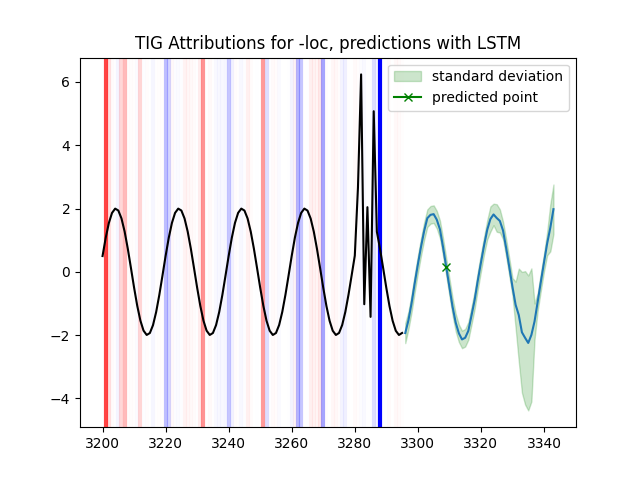 TIG Attributions for -loc, predictions with LSTM
standard deviation
predicted point
6
4
2
0
−2
−4
3200 3220 3240 3260 3280 3300 3320 3340